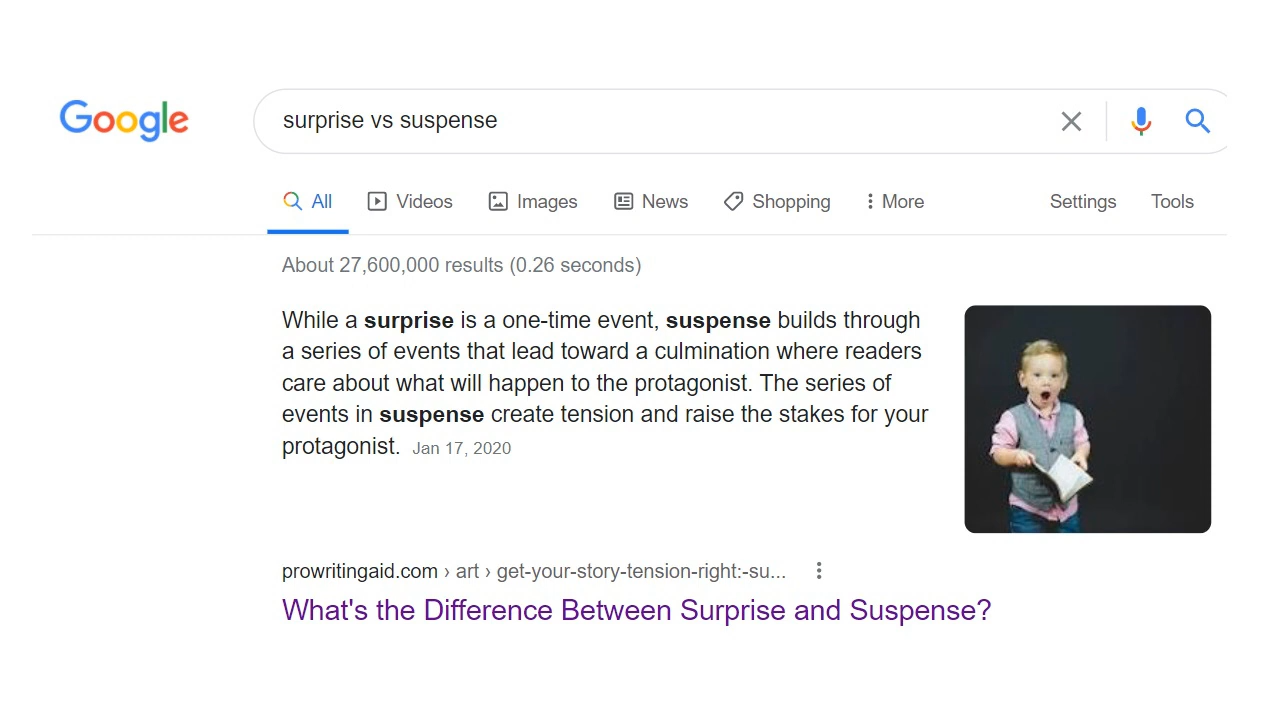 Google
surprise vs suspense
All Videos Images News Shopping More Settings Tools
About 27,600,000 results (0.26 seconds)
While a surprise is a one-time event, suspense builds through
a series of events that lead toward a culmination where readers
care about what will happen to the protagonist. The series of
events in suspense create tension and raise the stakes for your
protagonist. Jan 17, 2020
prowritingaid.com › art › get-your-story-tension-right:-su...
What's the Difference Between Surprise and Suspense?